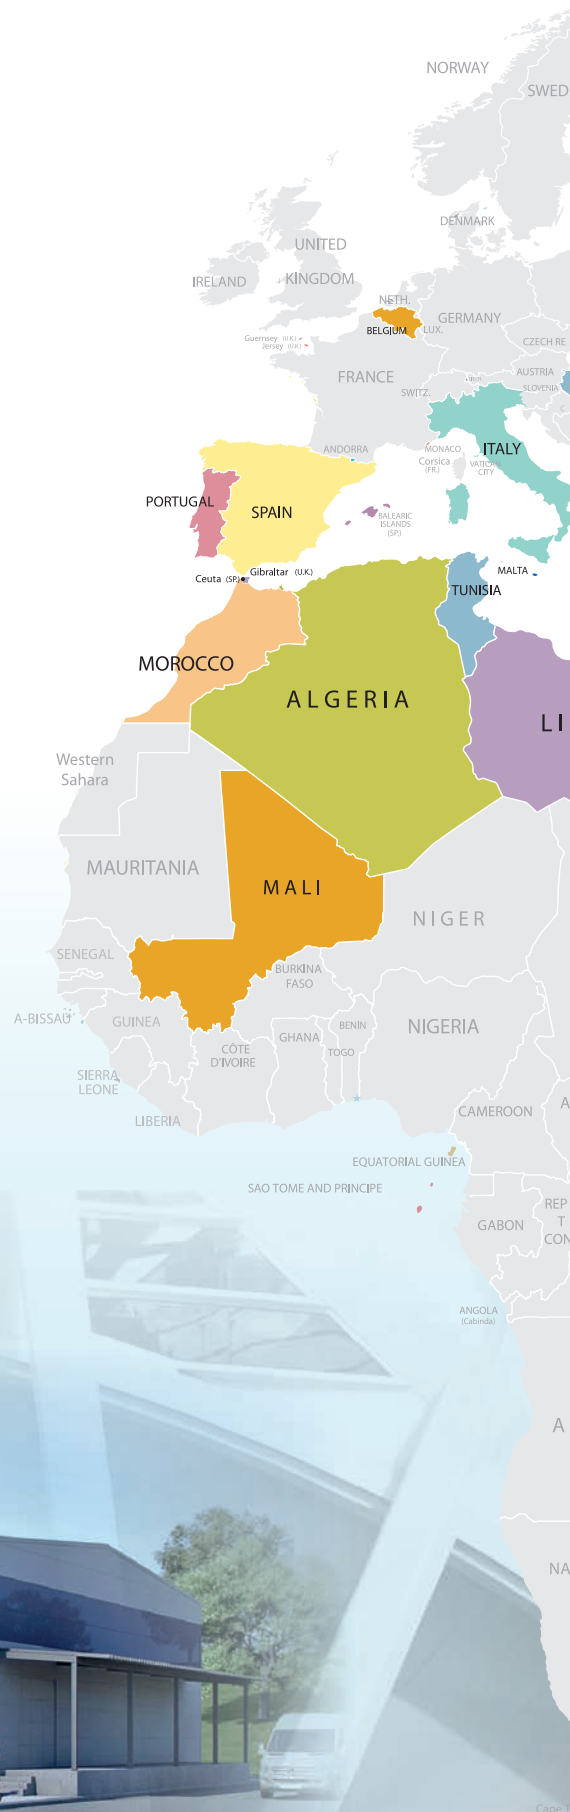 NORWAY
SWED
DENMARK
UNITED
KINGDOM
IRELAND
NETH.
GERMANY
BELGIUM
LUX.
Guernsey (U.K.)
Jersey (U.K.)
CZECH RE
FRANCE
AUSTRIA
SWITZ.
SLOVENIA
C
ANDORRA
MONACO
ITALY
Corsica
(FR.)
VATICAN
CITY
PORTUGAL
SPAIN
BALEARIC
ISLANDS
(SP.)
Gibraltar (U.K.)
Ceuta (SP.)
MALTA
TUNISIA
MOROCCO
ALGERIA
LI
Western
Sahara
MAURITANIA
MALI
NIGER
SENEGAL
BURKINA
FASO
A-BISSAU
GUINEA
BENIN
NIGERIA
GHANA
TOGO
CÔTE
D'IVOIRE
SIERRA
LEONE
LIBERIA
CAMEROON
A
EQUATORIAL GUINEA
SAO TOME AND PRINCIPE
REP
T
CON
GABON
ANGOLA
(Cabinda)
A
NA